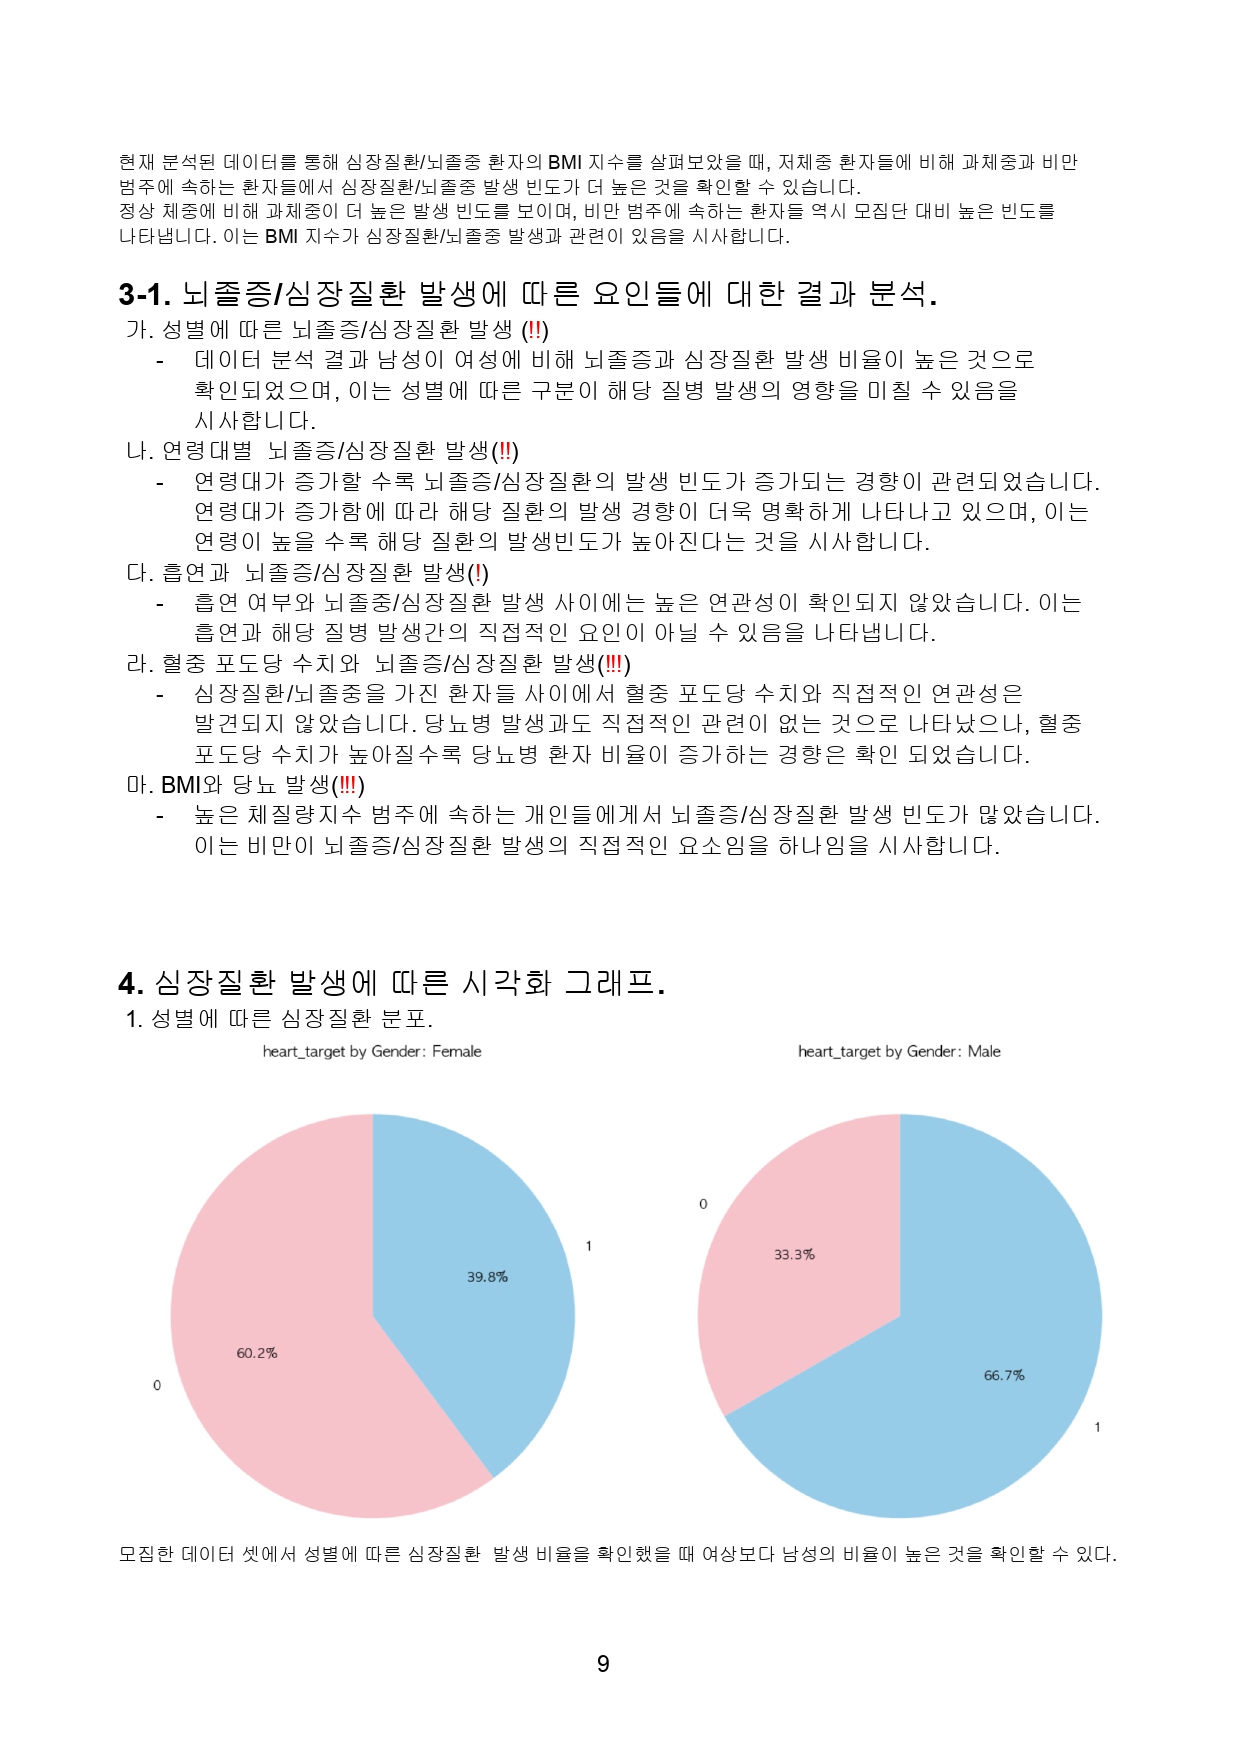 현재 분석된 데이터를 통해 심장질환/뇌졸중 환자의 BMI 지수를 살펴보았을 때, 저체중 환자들에 비해 과체중과 비만
범주에 속하는 환자들에서 심장질환/뇌졸중 발생 빈도가 더 높은 것을 확인할 수 있습니다.
정상 체중에 비해 과체중이 더 높은 발생 빈도를 보이며, 비만 범주에 속하는 환자들 역시 모집단 대비 높은 빈도를
나타냅니다. 이는 BMI 지수가 심장질환/뇌졸중 발생과 관련이 있음을 시사합니다.
3-1. 뇌졸증/심장질환 발생에 따른 요인들에 대한 결과 분석.
가. 성별에 따른 뇌졸증/심장질환 발생 (!!)
- 데이터 분석 결과 남성이 여성에 비해 뇌졸증과 심장질환 발생 비율이 높은 것으로
확인되었으며, 이는 성별에 따른 구분이 해당 질병 발생의 영향을 미칠 수 있음을
시사합니다.
나. 연령대별 뇌졸증/심장질환 발생(!!)
- 연령대가 증가할 수록 뇌졸증/심장질환의 발생 빈도가 증가되는 경향이 관련되었습니다.
연령대가 증가함에 따라 해당 질환의 발생 경향이 더욱 명확하게 나타나고 있으며, 이는
연령이 높을 수록 해당 질환의 발생빈도가 높아진다는 것을 시사합니다.
다. 흡연과 뇌졸증/심장질환 발생(!)
- 흡연 여부와 뇌졸중/심장질환 발생 사이에는 높은 연관성이 확인되지 않았습니다. 이는
흡연과 해당 질병 발생간의 직접적인 요인이 아닐 수 있음을 나타냅니다.
라. 혈중 포도당 수치와 뇌졸증/심장질환 발생(!!!)
- 심장질환/뇌졸중을 가진 환자들 사이에서 혈중 포도당 수치와 직접적인 연관성은
발견되지 않았습니다. 당뇨병 발생과도 직접적인 관련이 없는 것으로 나타났으나, 혈중
포도당 수치가 높아질수록 당뇨병 환자 비율이 증가하는 경향은 확인 되었습니다.
마. BMI와 당뇨 발생(!!!)
- 높은 체질량지수 범주에 속하는 개인들에게서 뇌졸증/심장질환 발생 빈도가 많았습니다.
이는 비만이 뇌졸증/심장질환 발생의 직접적인 요소임을 하나임을 시사합니다.
4. 심장질환 발생에 따른 시각화 그래프.
1. 성별에 따른 심장질환 분포.
heart_target by Gender: Female
39.8%
1
60.2%
0
heart_target by Gender: Male
0
33.3%
66.7%
1
모집한 데이터 셋에서 성별에 따른 심장질환 발생 비율을 확인했을 때 여상보다 남성의 비율이 높은 것을 확인할 수 있다.
9